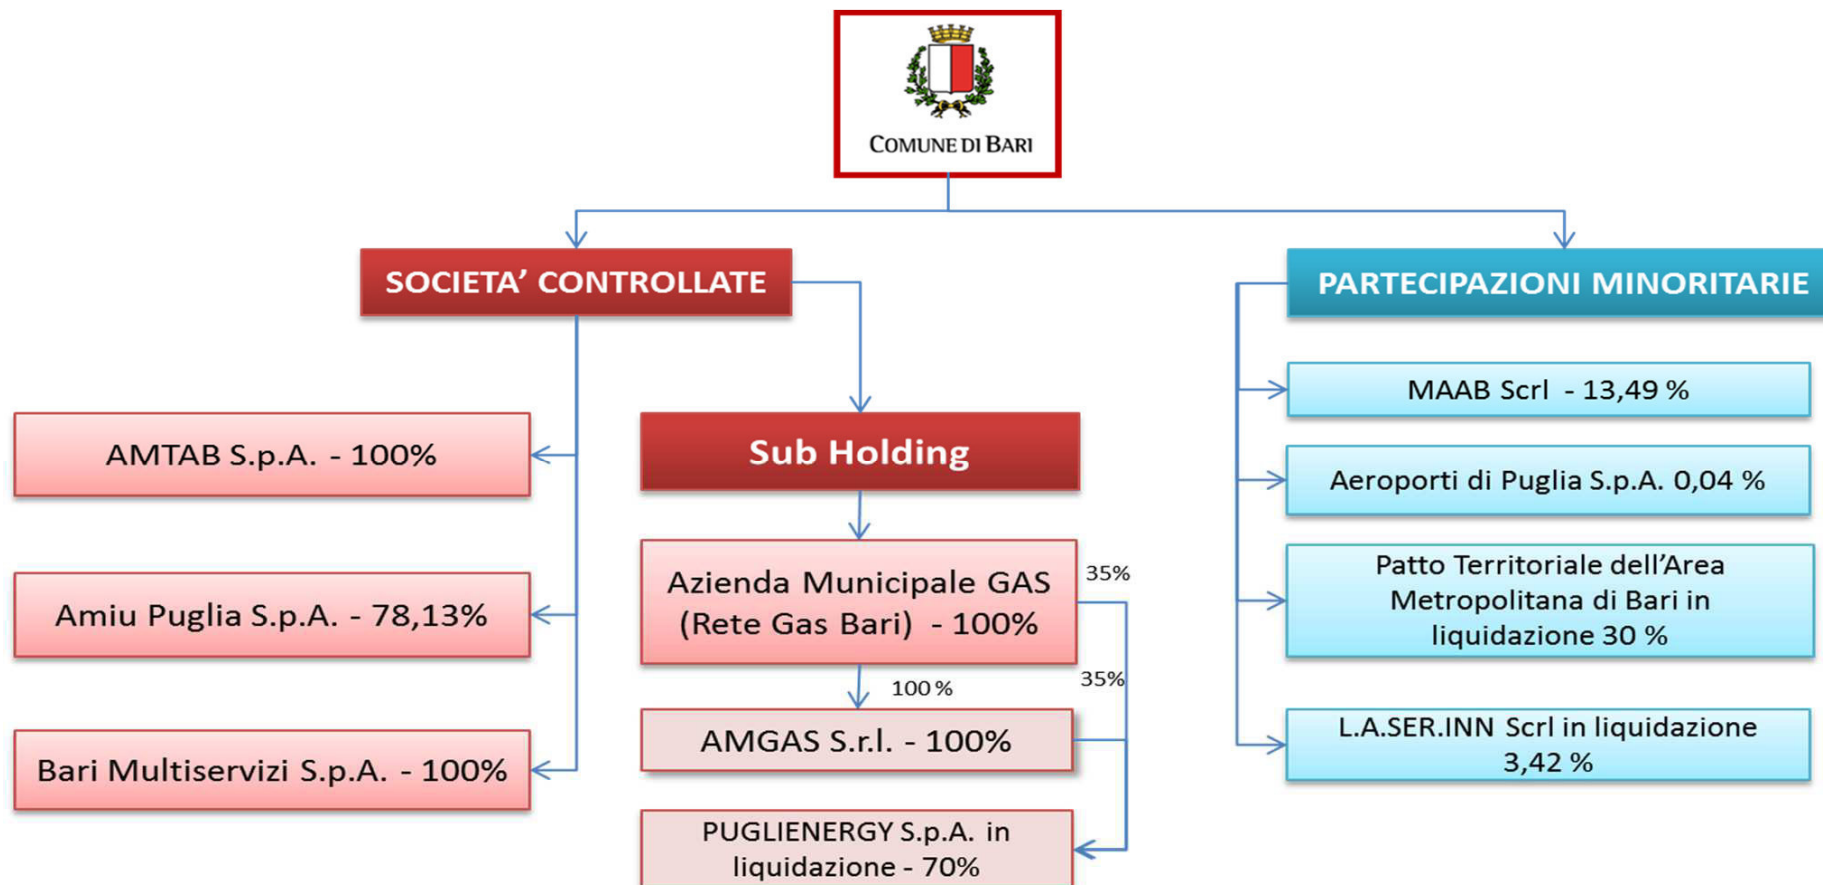 COMUNE DI BARI
SOCIETA’ CONTROLLATE
PARTECIPAZIONI MINORITARIE
AMTAB S.p.A. - 100%
Amiu Puglia S.p.A. - 78,13%
Bari Multiservizi S.p.A. - 100%
Sub Holding
Azienda Municipale GAS
(Rete Gas Bari) - 100%
35%
100 %
35%
AMGAS S.r.l. - 100%
PUGLIENERGY S.p.A. in
liquidazione - 70%
MAAB Scrl - 13,49 %
Aeroporti di Puglia S.p.A. 0,04 %
Patto Territoriale dell’Area
Metropolitana di Bari in
liquidazione 30 %
L.A.SER.INN Scrl in liquidazione
3,42 %